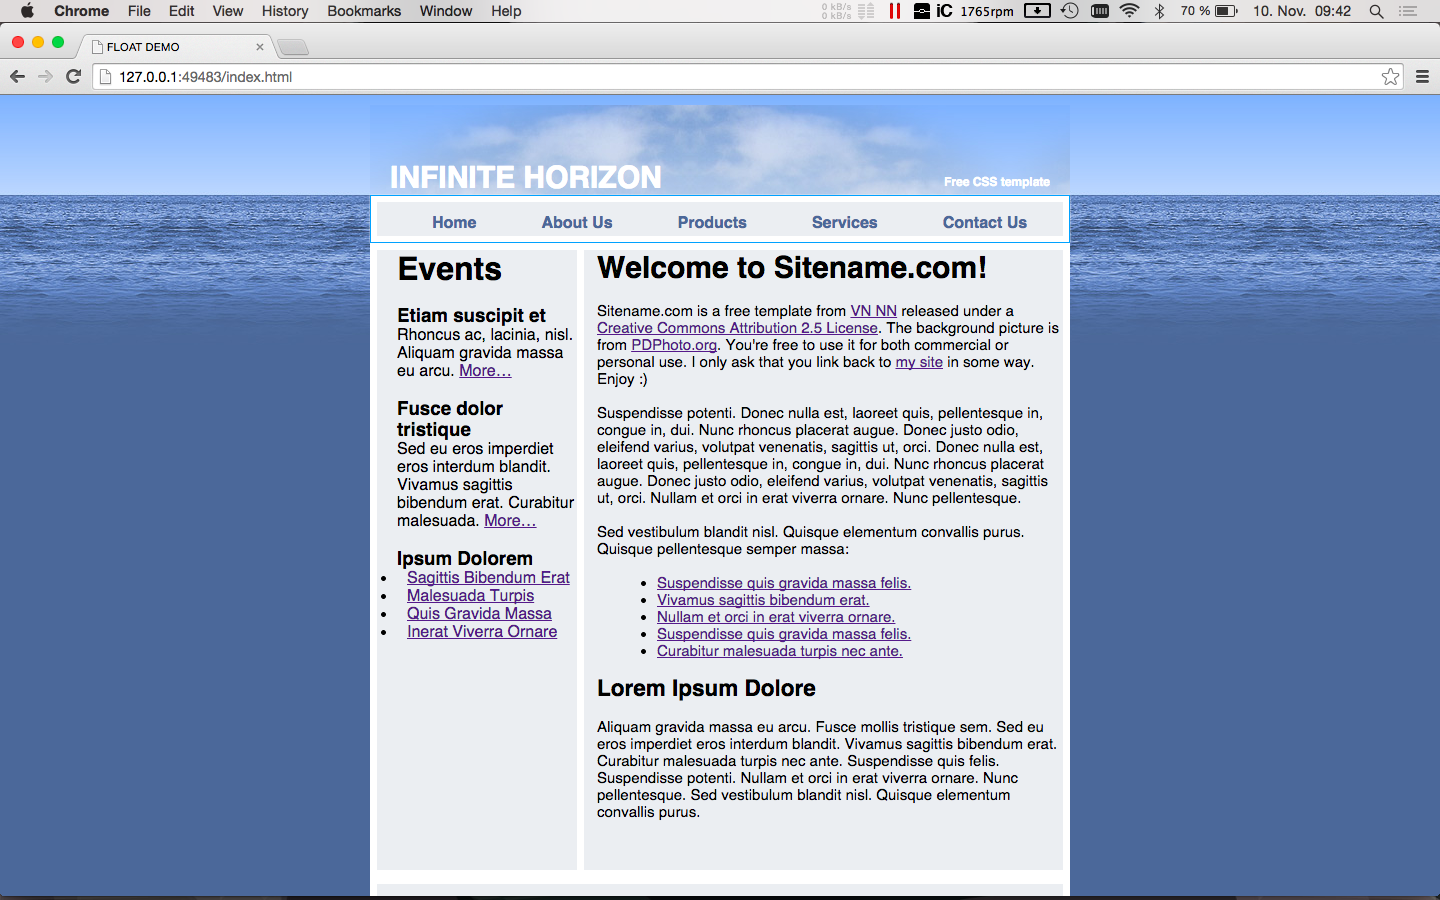 Chrome File Edit View History Bookmarks Window Help 0 kB/s 0 kB/s iC 1765rpm 70 % 10. Nov. 09:42
FLOAT DEMO
127.0.0.1:49483/index.html
INFINITE HORIZON
Free CSS template
Home About Us Products Services Contact Us
Events
Etiam suscipit et
Rhoncus ac, lacinia, nisl.
Aliquam gravida massa
eu arcu. More…
Fusce dolor
tristique
Sed eu eros imperdiet
eros interdum blandit.
Vivamus sagittis
bibendum erat. Curabitur
malesuada. More…
Ipsum Dolorem
• Sagittis Bibendum Erat
• Malesuada Turpis
• Quis Gravida Massa
• Inerat Viverra Ornare
Welcome to Sitename.com!
Sitename.com is a free template from VN NN released under a
Creative Commons Attribution 2.5 License. The background picture is
from PDPhoto.org. You're free to use it for both commercial or
personal use. I only ask that you link back to my site in some way.
Enjoy :)
Suspendisse potenti. Donec nulla est, laoreet quis, pellentesque in,
congue in, dui. Nunc rhoncus placerat augue. Donec justo odio,
eleifend varius, volutpat venenatis, sagittis ut, orci. Donec nulla est,
laoreet quis, pellentesque in, congue in, dui. Nunc rhoncus placerat
augue. Donec justo odio, eleifend varius, volutpat venenatis, sagittis
ut, orci. Nullam et orci in erat viverra ornare. Nunc pellentesque.
Sed vestibulum blandit nisl. Quisque elementum convallis purus.
Quisque pellentesque semper massa:
• Suspendisse quis gravida massa felis.
• Vivamus sagittis bibendum erat.
• Nullam et orci in erat viverra ornare.
• Suspendisse quis gravida massa felis.
• Curabitur malesuada turpis nec ante.
Lorem Ipsum Dolore
Aliquam gravida massa eu arcu. Fusce mollis tristique sem. Sed eu
eros imperdiet eros interdum blandit. Vivamus sagittis bibendum erat.
Curabitur malesuada turpis nec ante. Suspendisse quis felis.
Suspendisse potenti. Nullam et orci in erat viverra ornare. Nunc
pellentesque. Sed vestibulum blandit nisl. Quisque elementum
convallis purus.